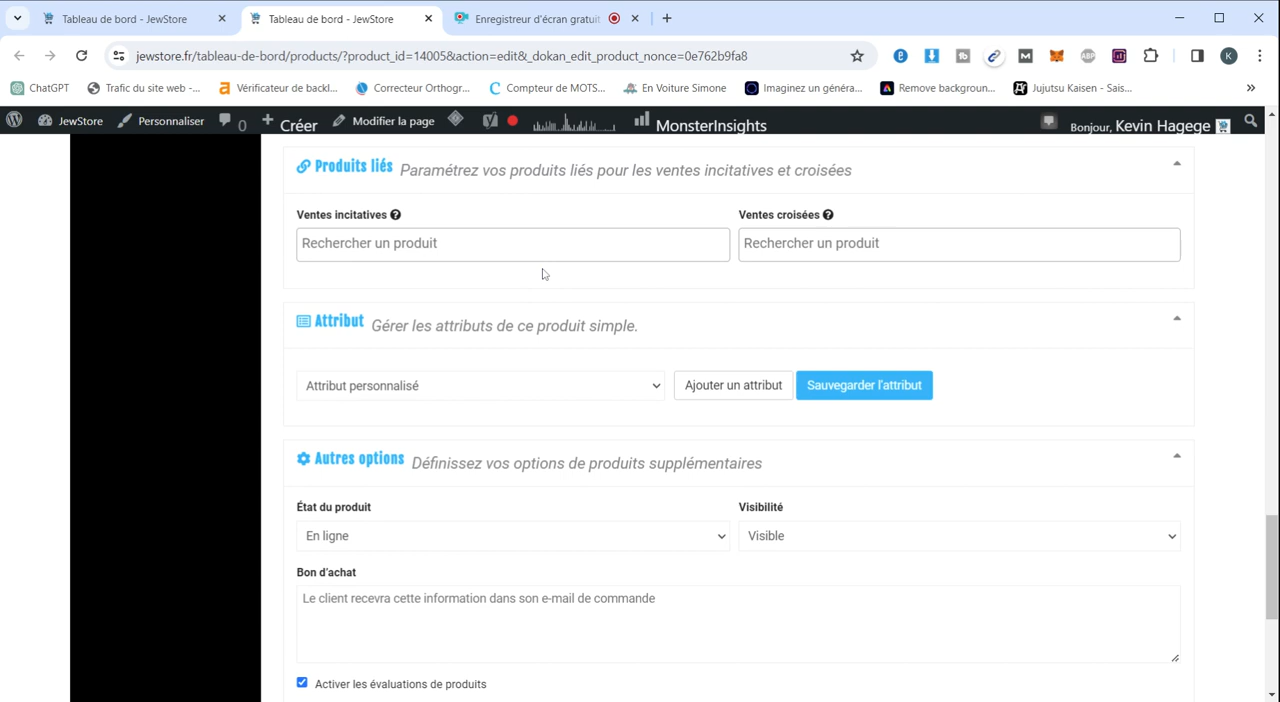 Tableau de bord - JewStore
Tableau de bord - JewStore
Enregistreur d'écran gratuit
jewstore.fr/tableau-de-bord/products/?product_id=14005&action=edit&_dokan_edit_product_nonce=0e762b9fa8
K
ChatGPT
Trafic du site web -...
Vérificateur de backl...
Correcteur Orthogr...
Compteur de MOTS...
En Voiture Simone
Imaginez un généra...
Remove backgroun...
Jujutsu Kaisen - Sais...
JewStore
Personnaliser
0
Créer
Modifier la page
MonsterInsights
Bonjour, Kevin Hagege
Produits liés Paramétrez vos produits liés pour les ventes incitatives et croisées
Ventes incitatives
Ventes croisées
Rechercher un produit
Rechercher un produit
Attribut Gérer les attributs de ce produit simple.
Attribut personnalisé
Ajouter un attribut
Sauvegarder l'attribut
Autres options Définissez vos options de produits supplémentaires
État du produit
Visibilité
En ligne
Visible
Bon d'achat
Le client recevra cette information dans son e-mail de commande
Activer les évaluations de produits